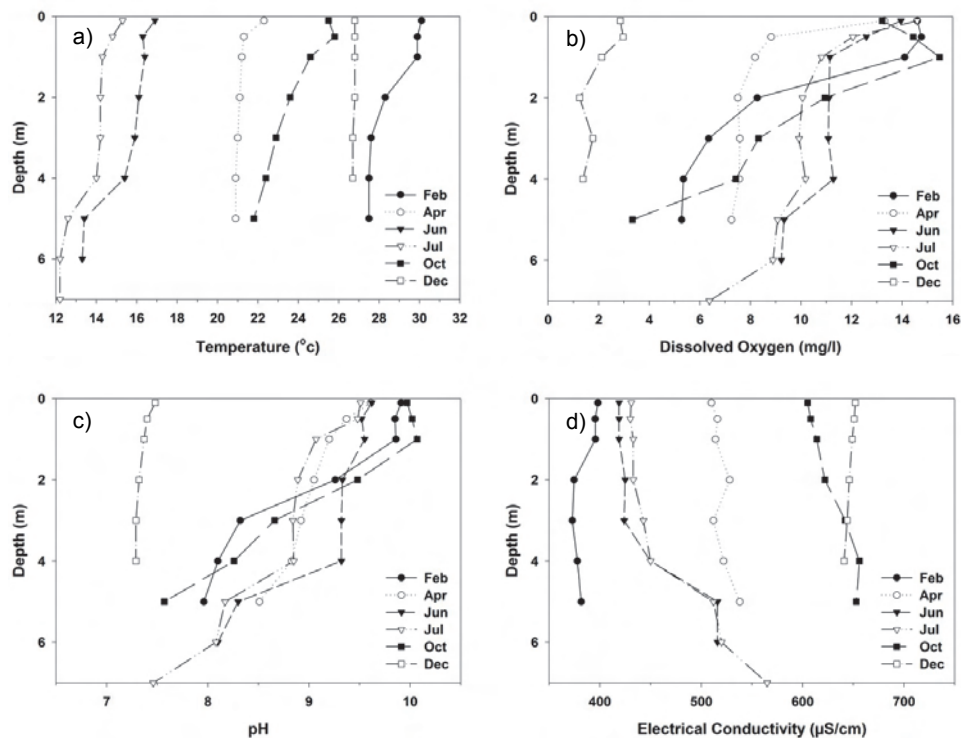 a)
0
2
4
6
Depth (m)
Feb
Apr
Jun
Jul
Oct
Dec
12 14 16 18 20 22 24 26 28 30 32
Temperature (°c)
b)
0
2
4
6
Depth (m)
Feb
Apr
Jun
Jul
Oct
Dec
0 2 4 6 8 10 12 14 16
Dissolved Oxygen (mg/l)
c)
0
2
4
6
Depth (m)
Feb
Apr
Jun
Jul
Oct
Dec
7 8 9 10
pH
d)
0
2
4
6
Depth (m)
Feb
Apr
Jun
Jul
Oct
Dec
400 500 600 700
Electrical Conductivity (µS/cm)